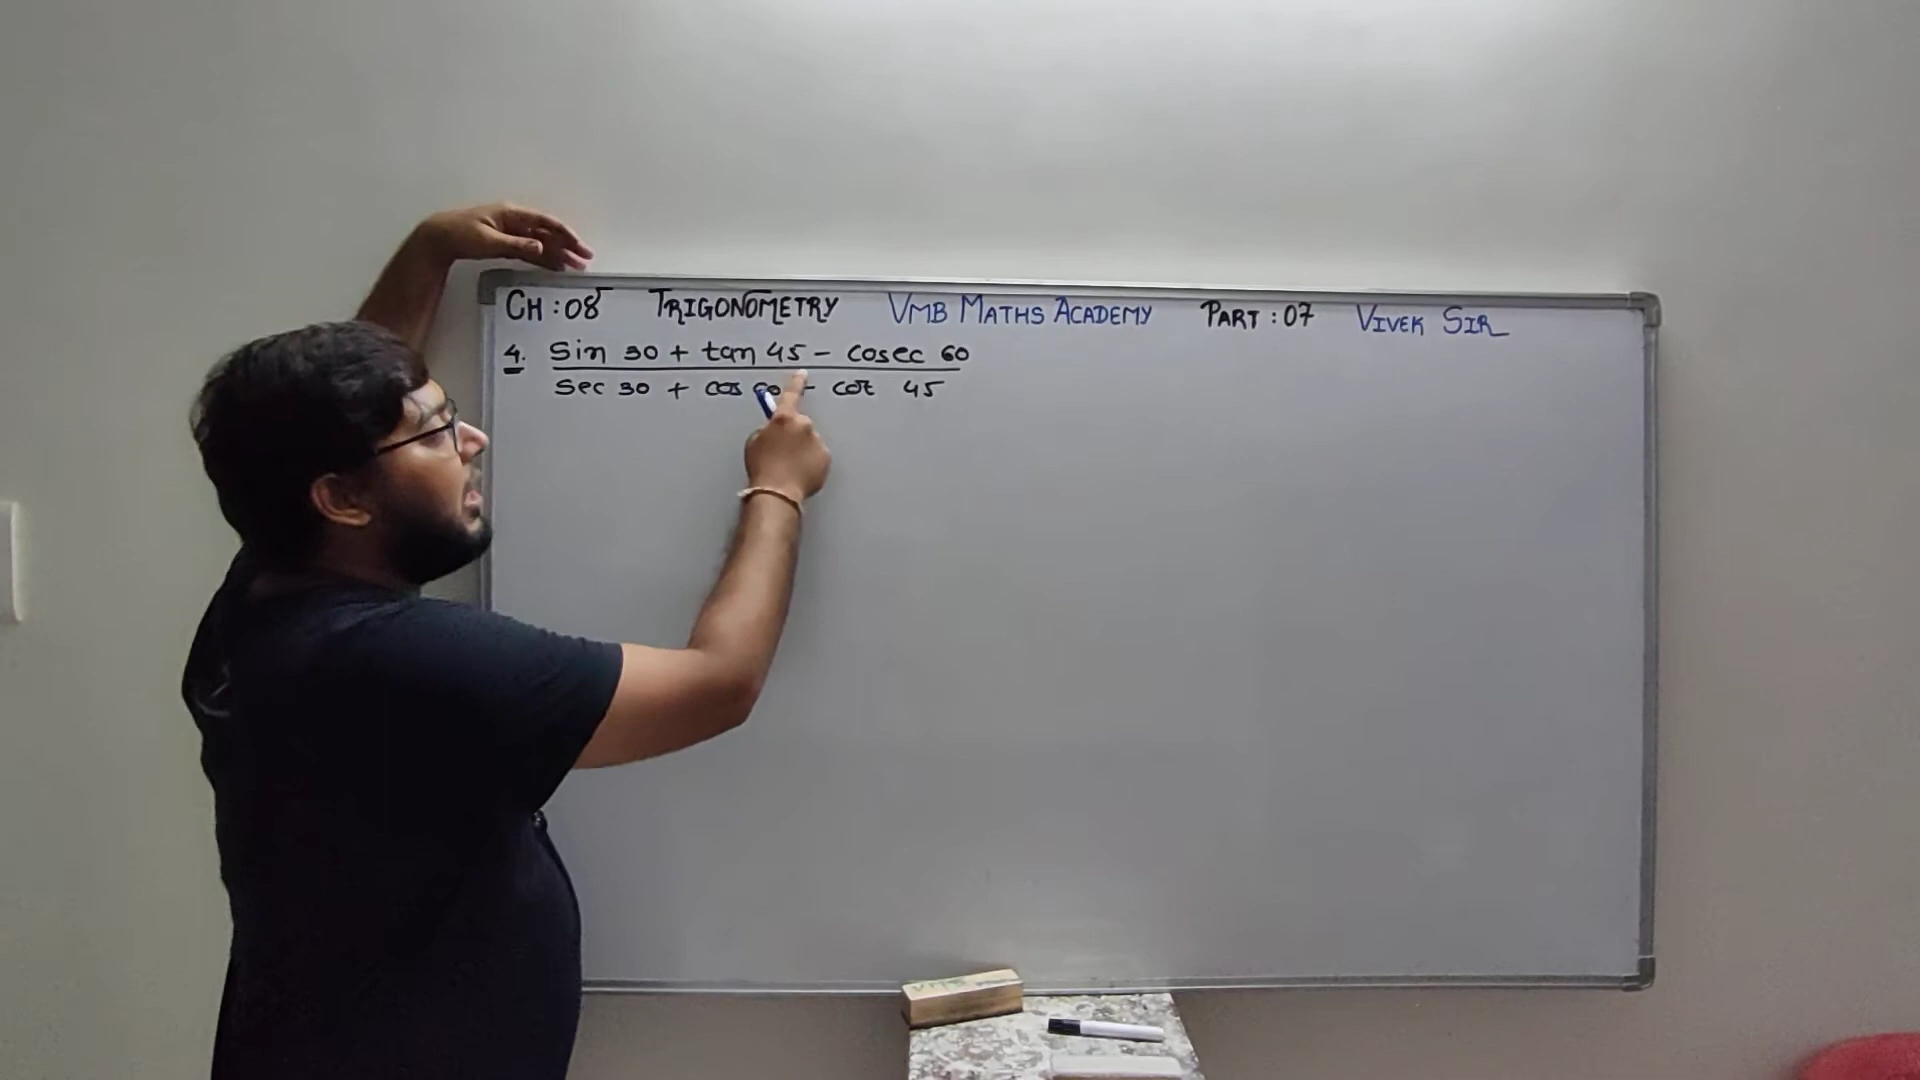 CH : 08 TRIGONOMETRY VMB MATHS ACADEMY PART : 07 VIVEK SIR
4. Sin 30 + tan 45 - cosec 60
Sec 30 + cos 60 + cot 45